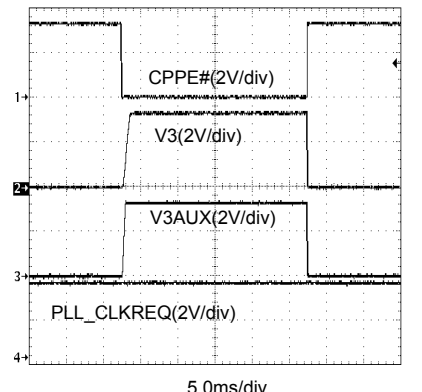 CPPE#(2V/div)
1
V3(2V/div)
2
V3AUX(2V/div)
3
PLL_CLKREQ(2V/div)
4
5.0ms/div